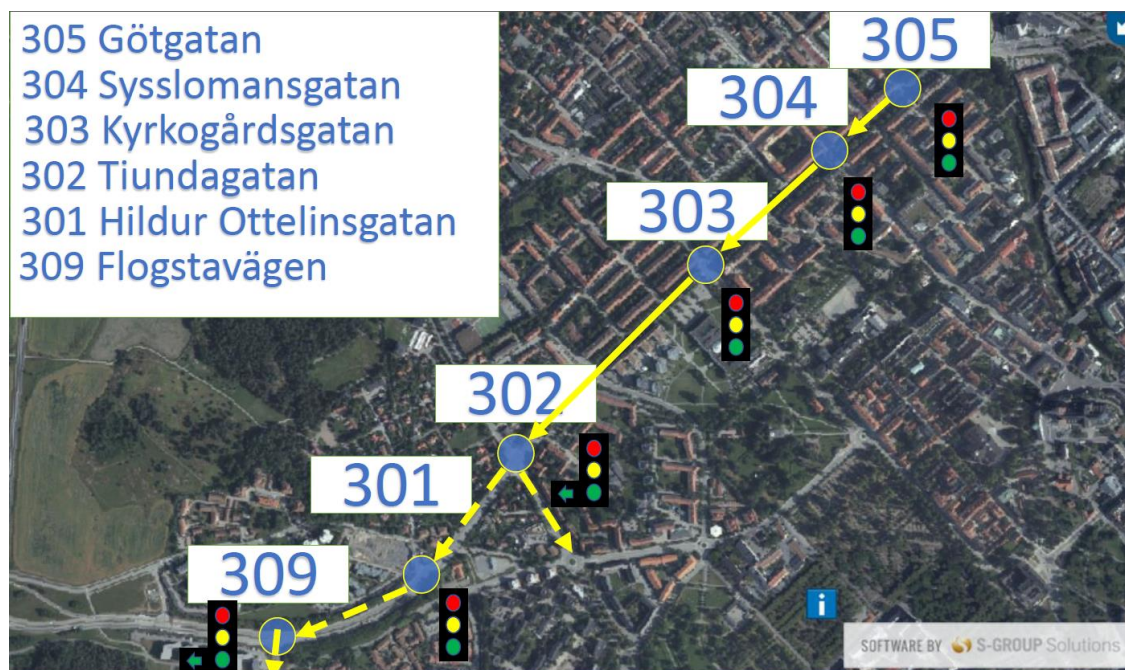 305 Götgatan
304 Sysslomansgatan
303 Kyrkogårdsgatan
302 Tiundagatan
301 Hildur Ottelinsgatan
309 Flogstavägen
305
304
303
302
301
309
i
SOFTWARE BY S-GROUP Solutions